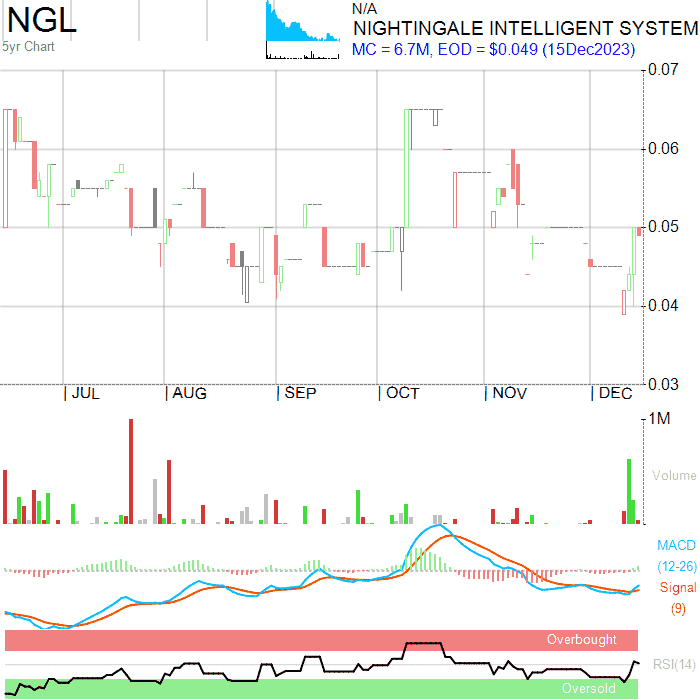 NGL
5yr Chart
N/A
NIGHTINGALE INTELLIGENT SYSTEM
MC = 6.7M, EOD = $0.049 (15Dec2023)
0.07
0.06
0.05
0.04
0.03
JUL AUG SEP OCT NOV DEC
1M
Volume
MACD
(12-26)
Signal
(9)
Overbought
RSI(14)
Oversold